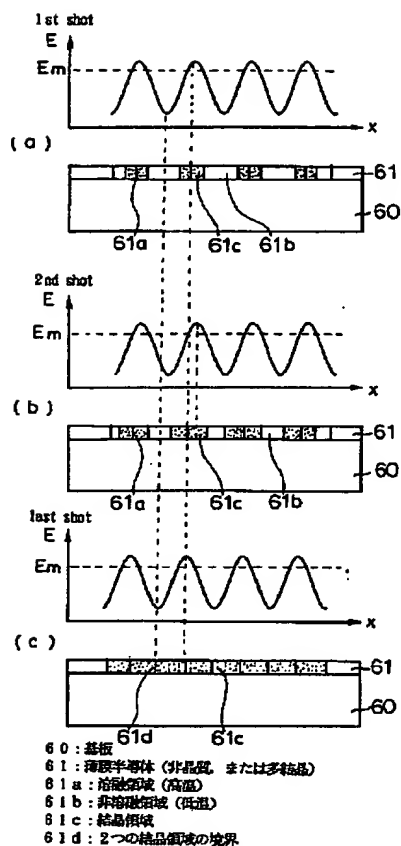 1st shot
E
Em
x
(a)
61
60
61a
61c
61b
2nd shot
E
Em
x
(b)
61
60
61a
61c
61b
last shot
E
Em
x
(c)
61
60
61d
61c
60:基板
61:薄膜半導体(非晶質、または多結晶)
61a:溶融領域(高温)
61b:非溶融領域(低温)
61c:結晶領域
61d:2つの結晶領域の境界